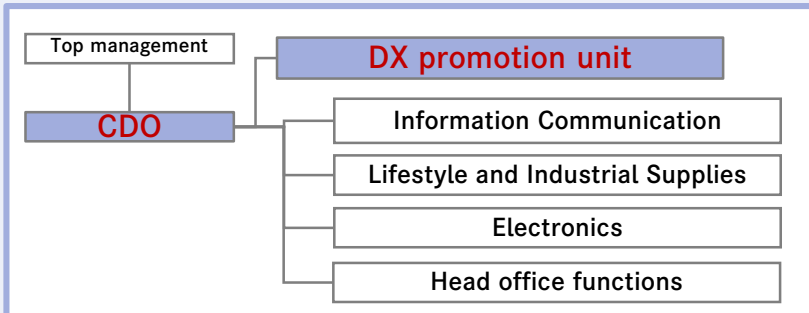 Top management
DX promotion unit
CDO
Information Communication
Lifestyle and Industrial Supplies
Electronics
Head office functions